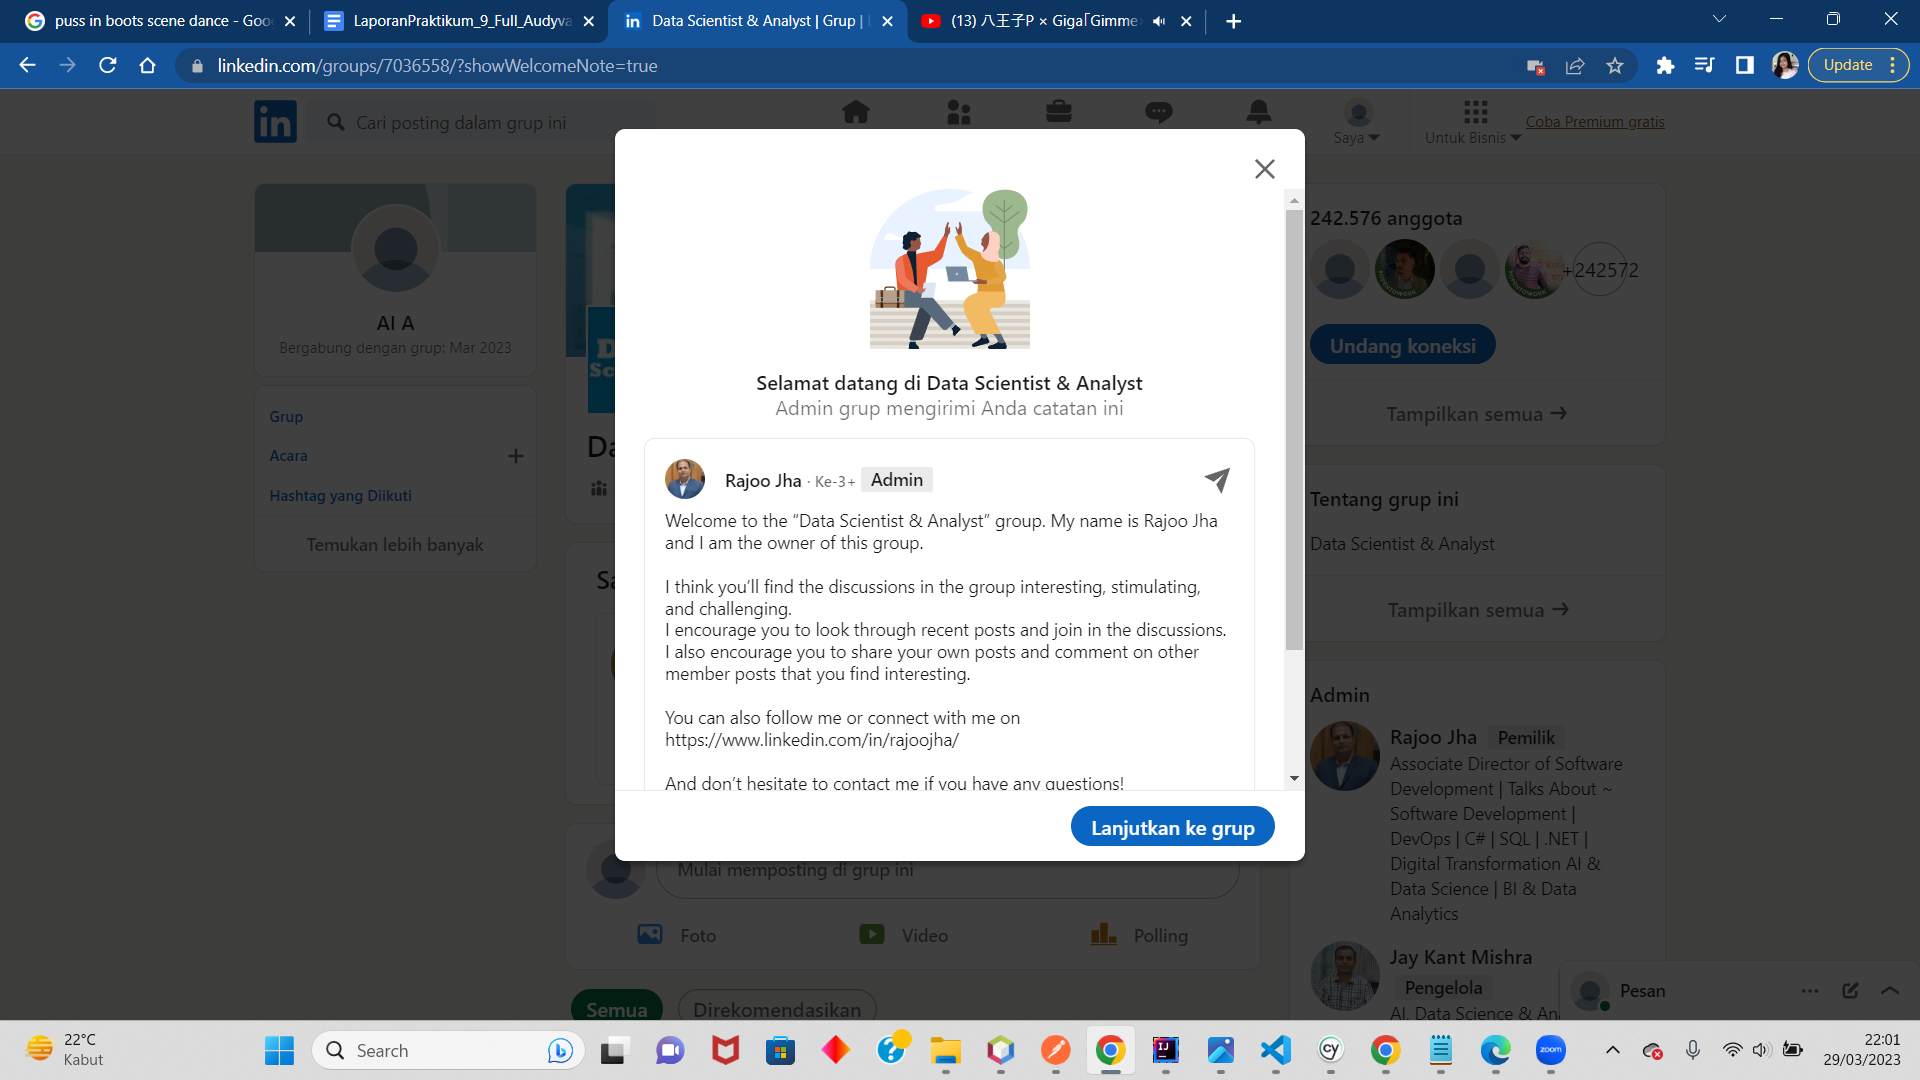 puss in boots scene dance - Goo
LaporanPraktikum_9_Full_Audyva
Data Scientist & Analyst | Grup |
(13) 八王子P × Giga「Gimme
linkedin.com/groups/7036558/?showWelcomeNote=true
Update
Cari posting dalam grup ini
Saya
Untuk Bisnis
Coba Premium gratis
AI A
Bergabung dengan grup: Mar 2023
Grup
Acara
Hashtag yang Diikuti
Temukan lebih banyak
Selamat datang di Data Scientist & Analyst
Admin grup mengirimi Anda catatan ini
Rajoo Jha · Ke-3+ Admin
Welcome to the “Data Scientist & Analyst” group. My name is Rajoo Jha
and I am the owner of this group.
I think you’ll find the discussions in the group interesting, stimulating,
and challenging.
I encourage you to look through recent posts and join in the discussions.
I also encourage you to share your own posts and comment on other
member posts that you find interesting.
You can also follow me or connect with me on
https://www.linkedin.com/in/rajoojha/
And don’t hesitate to contact me if you have any questions!
Lanjutkan ke grup
242.576 anggota
+242572
Undang koneksi
Tampilkan semua →
Tentang grup ini
Data Scientist & Analyst
Tampilkan semua →
Admin
Rajoo Jha Pemilik
Associate Director of Software
Development | Talks About ~
Software Development |
DevOps | C# | SQL | .NET |
Digital Transformation AI &
Data Science | BI & Data
Analytics
Jay Kant Mishra
Pengelola
AI, Data Science & An
Mulai memposting di grup ini
Foto
Video
Polling
Semua
Direkomendasikan
Pesan
22°C
Kabut
Search
zoom
22:01
29/03/2023